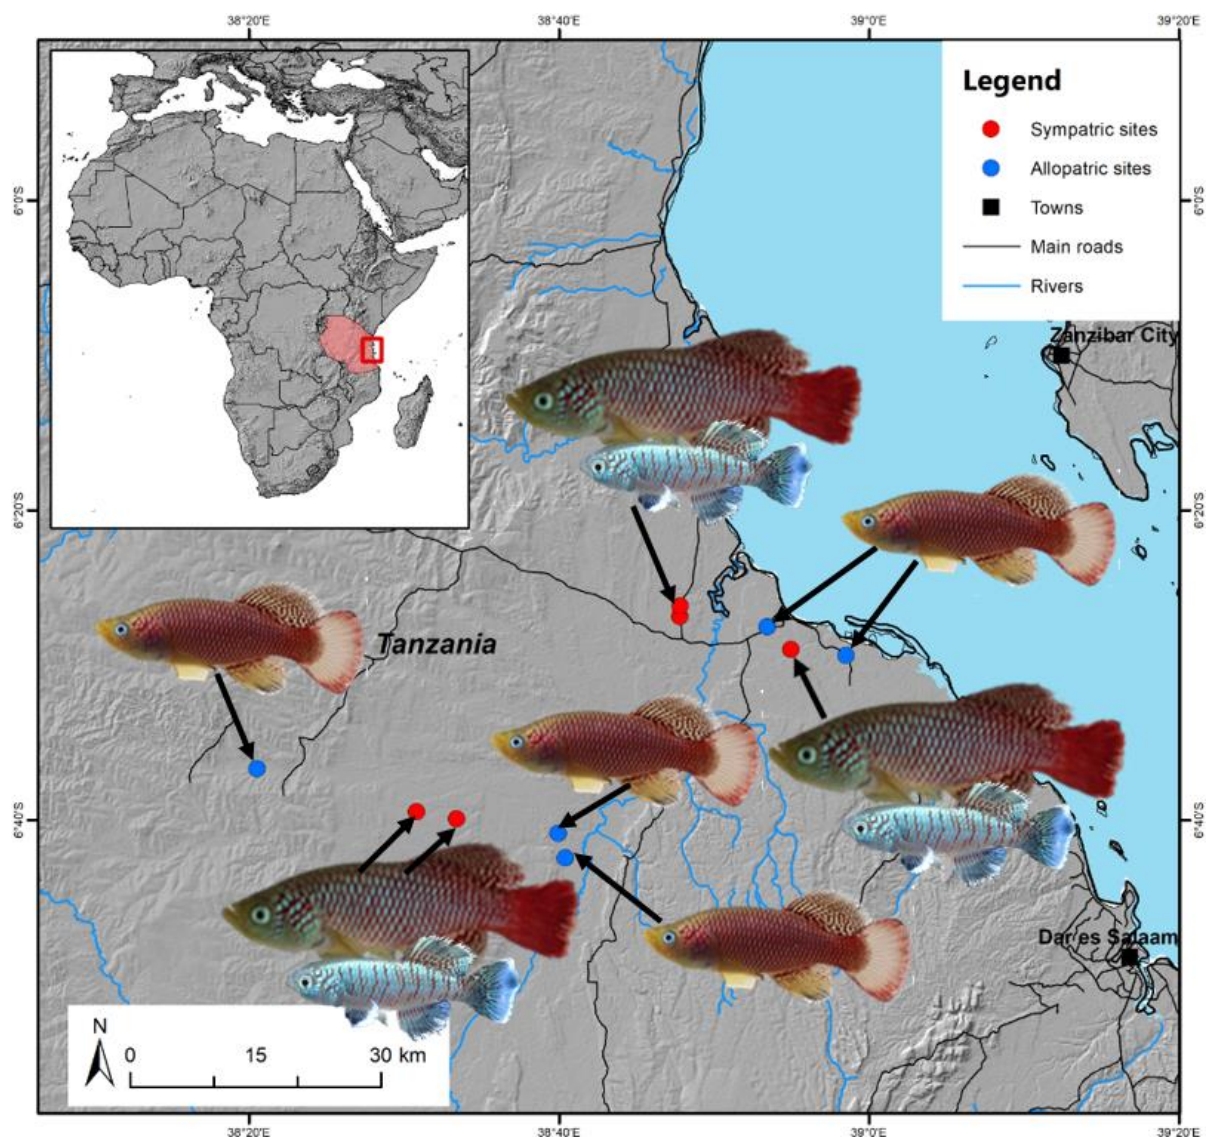 38°20'E 38°40'E 39°0'E 39°20'E
Legend
Sympatric sites
Allopatric sites
Towns
Main roads
Rivers
6°0'S 6°0'S
Zanzibar City
6°20'S 6°20'S
Tanzania
6°40'S 6°40'S
Dar es Salaam
N
0 15 30 km
38°20'E 38°40'E 39°0'E 39°20'E